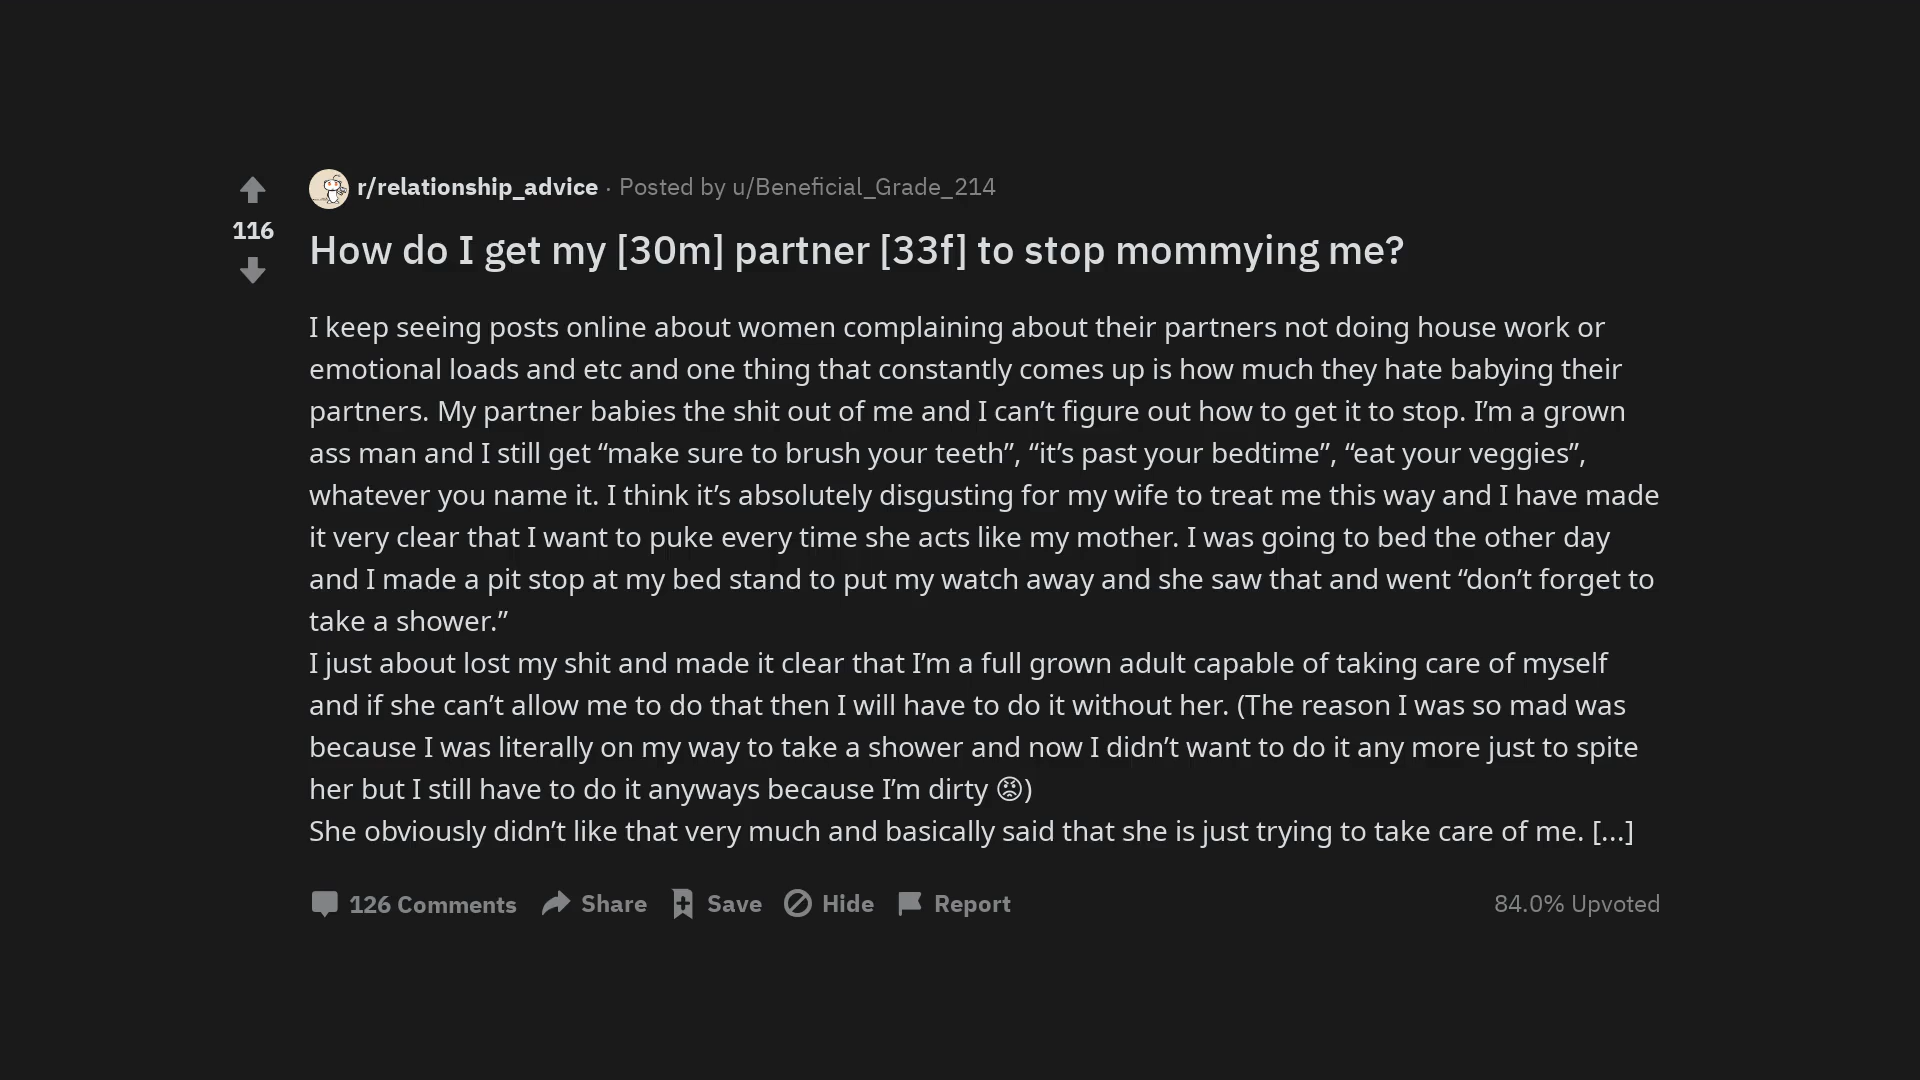 r/relationship_advice · Posted by u/Beneficial_Grade_214
116
How do I get my [30m] partner [33f] to stop mommying me?
I keep seeing posts online about women complaining about their partners not doing house work or
emotional loads and etc and one thing that constantly comes up is how much they hate babying their
partners. My partner babies the shit out of me and I can’t figure out how to get it to stop. I’m a grown
ass man and I still get “make sure to brush your teeth”, “it’s past your bedtime”, “eat your veggies”,
whatever you name it. I think it’s absolutely disgusting for my wife to treat me this way and I have made
it very clear that I want to puke every time she acts like my mother. I was going to bed the other day
and I made a pit stop at my bed stand to put my watch away and she saw that and went “don’t forget to
take a shower.”
I just about lost my shit and made it clear that I’m a full grown adult capable of taking care of myself
and if she can’t allow me to do that then I will have to do it without her. (The reason I was so mad was
because I was literally on my way to take a shower and now I didn’t want to do it any more just to spite
her but I still have to do it anyways because I’m dirty 😡)
She obviously didn’t like that very much and basically said that she is just trying to take care of me. [...]
126 Comments Share Save Hide Report 84.0% Upvoted